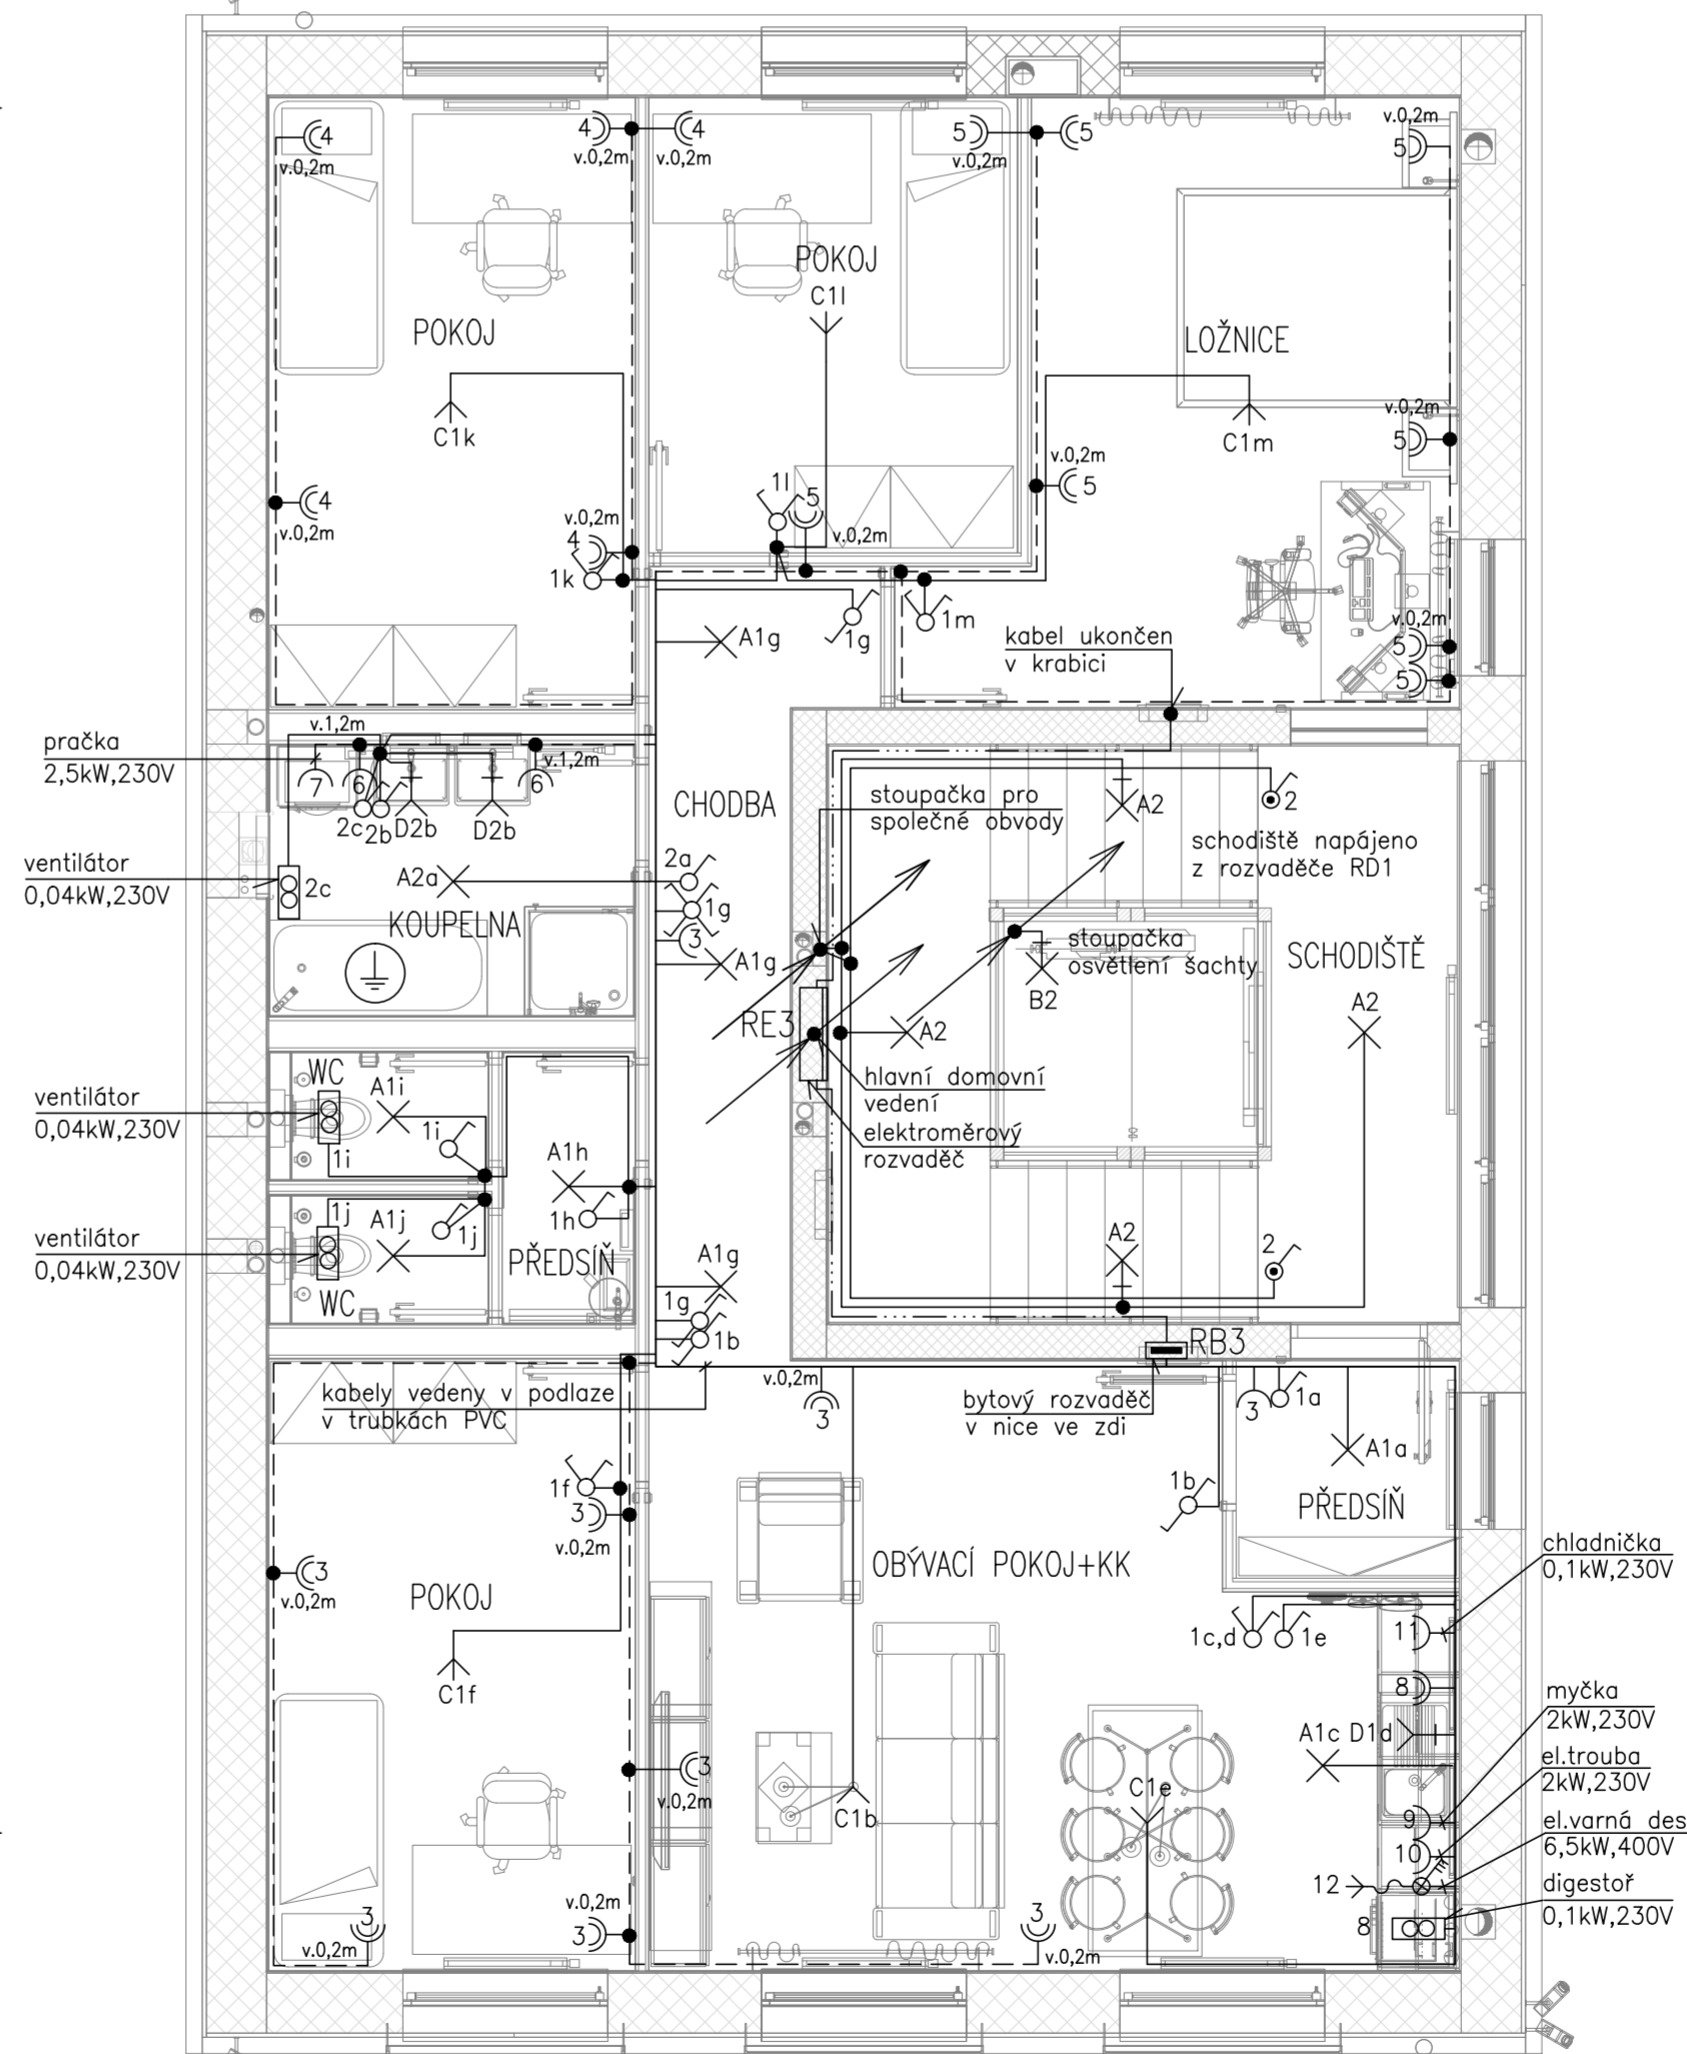 4
v.0,2m
4
v.0,2m
4
v.0,2m
5
v.0,2m
5
v.0,2m
5
POKOJ
C1l
POKOJ
LOŽNICE
C1k
C1m
v.0,2m
5
4
v.0,2m
v.0,2m
4
1k
1l
5
v.0,2m
v.0,2m
5
1g
1m
A1g
kabel ukončen
v krabici
v.0,2m
5
5
pračka
2,5kW,230V
v.1,2m
7
6
6
v.1,2m
2c
2b
D2b
D2b
CHODBA
stoupačka pro
společné obvody
A2
2
schodiště napájeno
z rozvaděče RD1
ventilátor
0,04kW,230V
2c
A2a
2a
KOUPELNA
1g
3
A1g
stoupačka
osvětlení šachty
B2
SCHODIŠTĚ
A2
RE3
A2
hlavní domovní
vedení
elektroměrový
rozvaděč
ventilátor
0,04kW,230V
WC
A1i
1i
1i
A1h
1h
ventilátor
0,04kW,230V
1j
A1j
1j
WC
PŘEDSÍŇ
A1g
1g
1b
A2
2
RB3
kabely vedeny v podlaze
v trubkách PVC
v.0,2m
3
bytový rozvaděč
v nice ve zdi
3
1a
A1a
1b
PŘEDSÍŇ
1f
3
v.0,2m
3
v.0,2m
POKOJ
OBÝVACÍ POKOJ+KK
chladnička
0,1kW,230V
1c,d
1e
11
C1f
8
myčka
2kW,230V
A1c
D1d
el.trouba
2kW,230V
3
v.0,2m
C1b
C1e
9
el.varná des
6,5kW,400V
10
12
digestoř
0,1kW,230V
8
3
v.0,2m
v.0,2m
3
3
v.0,2m